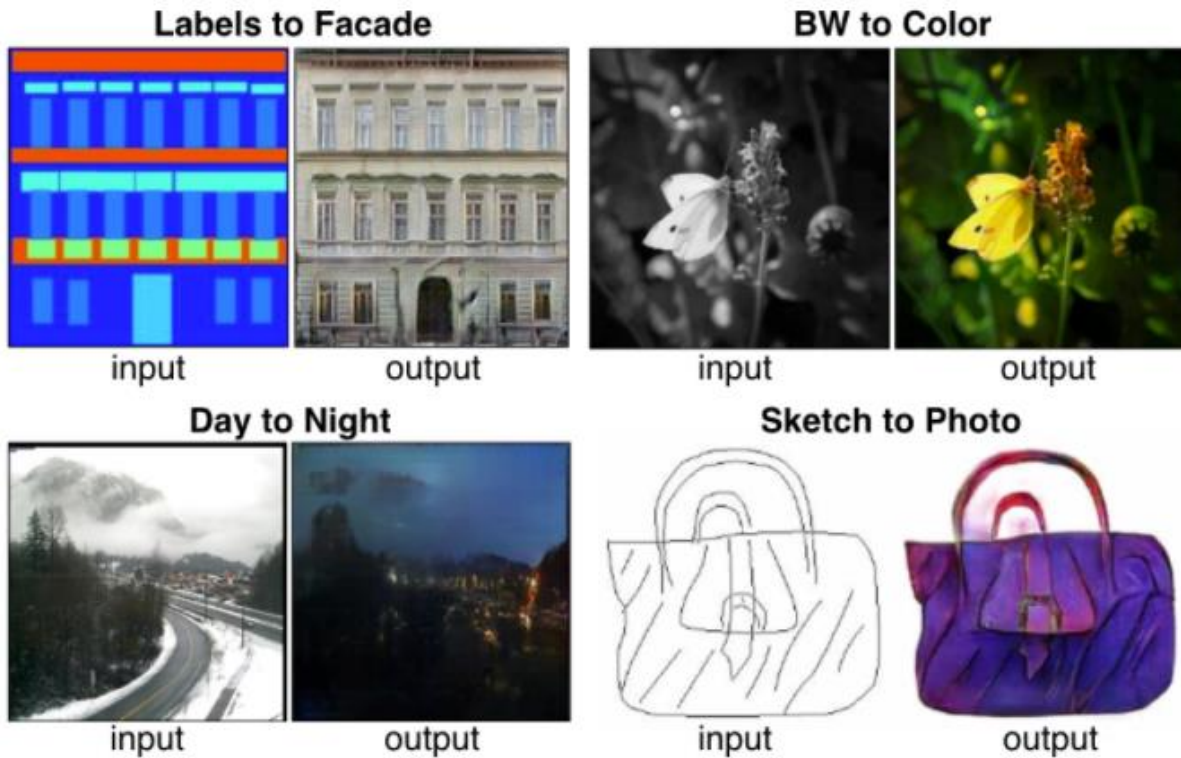 Labels to Facade
BW to Color
input
output
input
output
Day to Night
Sketch to Photo
input
output
input
output